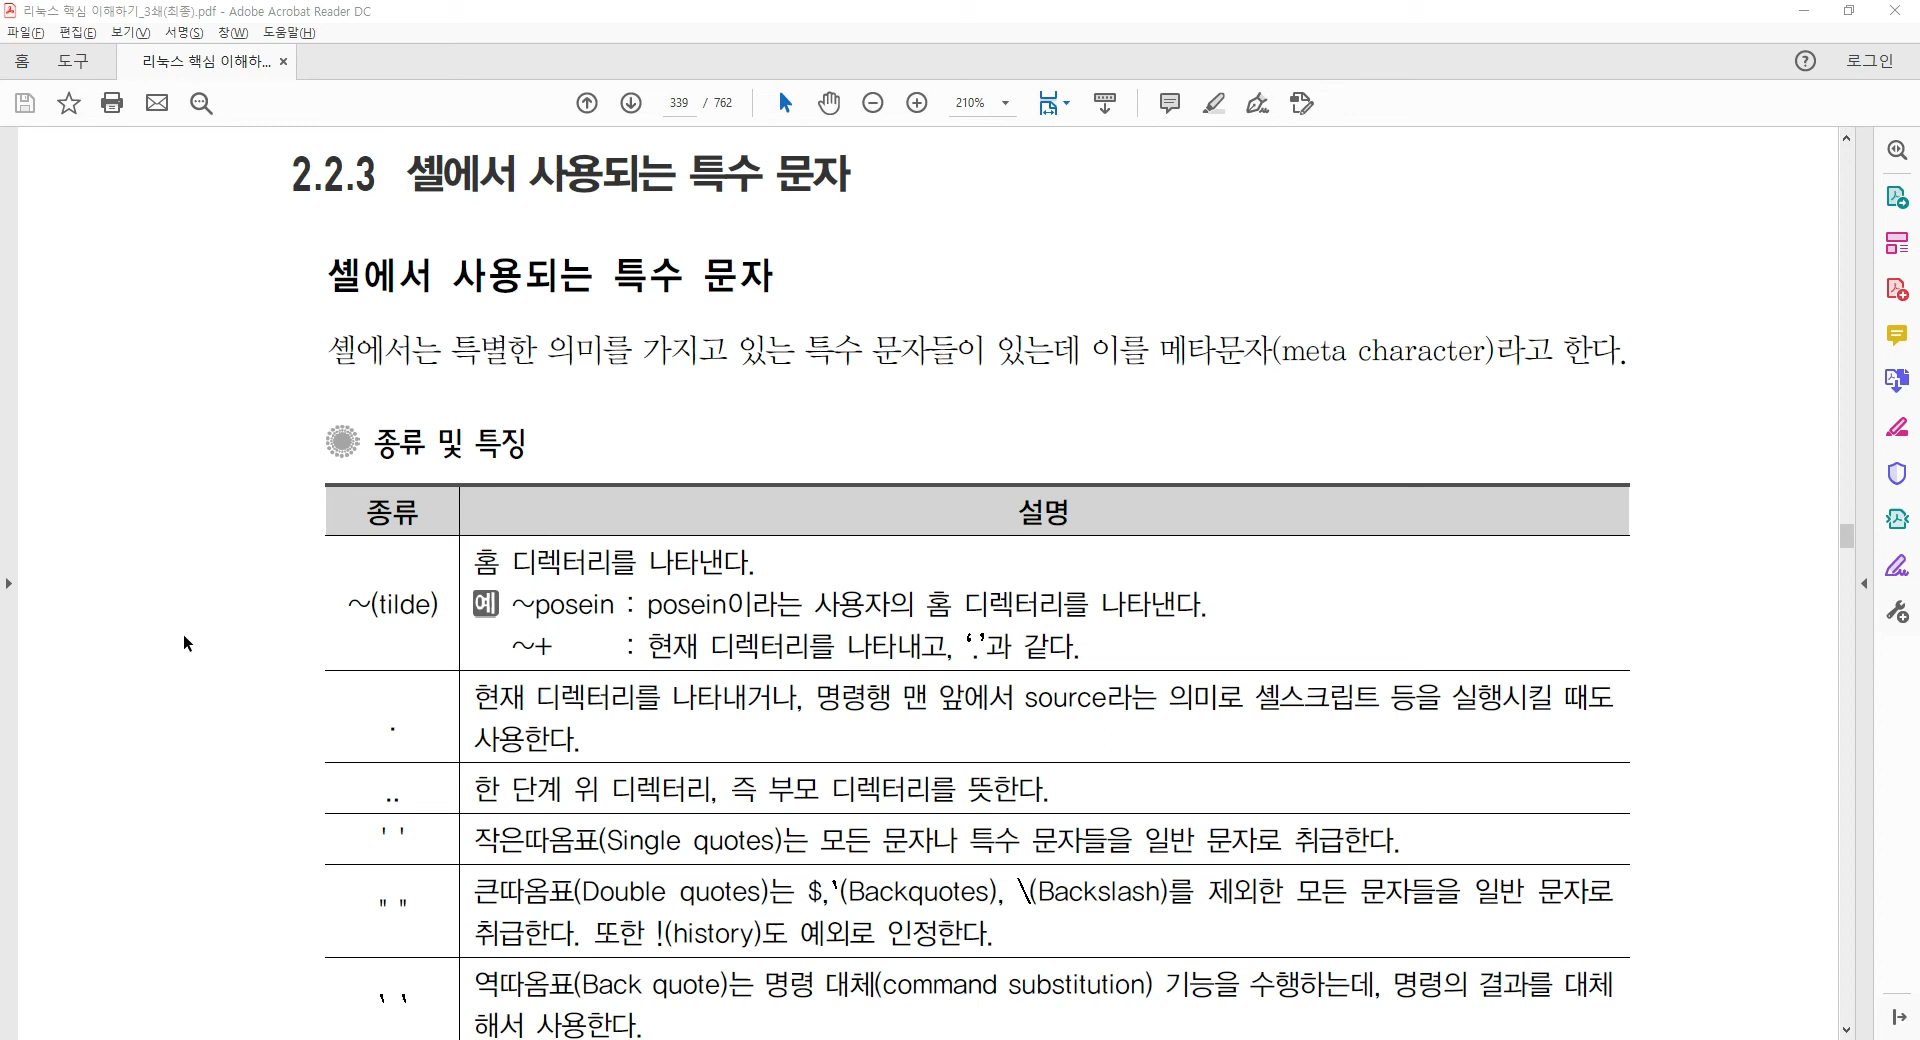 리눅스 핵심 이해하기_3쇄(최종).pdf - Adobe Acrobat Reader DC
파일(F) 편집(E) 보기(V) 서명(S) 창(W) 도움말(H)
홈 도구 리눅스 핵심 이해하... × 로그인
339 / 762 210%
2.2.3 셸에서 사용되는 특수 문자
셸에서 사용되는 특수 문자
셸에서는 특별한 의미를 가지고 있는 특수 문자들이 있는데 이를 메타문자(meta character)라고 한다.
종류 및 특징
종류 설명
~(tilde)
홈 디렉터리를 나타낸다.
예 ~posein : posein이라는 사용자의 홈 디렉터리를 나타낸다.
~+ : 현재 디렉터리를 나타내고, ‘.’과 같다.
.
현재 디렉터리를 나타내거나, 명령행 맨 앞에서 source라는 의미로 셸스크립트 등을 실행시킬 때도
사용한다.
.. 한 단계 위 디렉터리, 즉 부모 디렉터리를 뜻한다.
' ' 작은따옴표(Single quotes)는 모든 문자나 특수 문자들을 일반 문자로 취급한다.
" "
큰따옴표(Double quotes)는 $,`(Backquotes), \(Backslash)를 제외한 모든 문자들을 일반 문자로
취급한다. 또한 !(history)도 예외로 인정한다.
` `
역따옴표(Back quote)는 명령 대체(command substitution) 기능을 수행하는데, 명령의 결과를 대체
해서 사용한다.